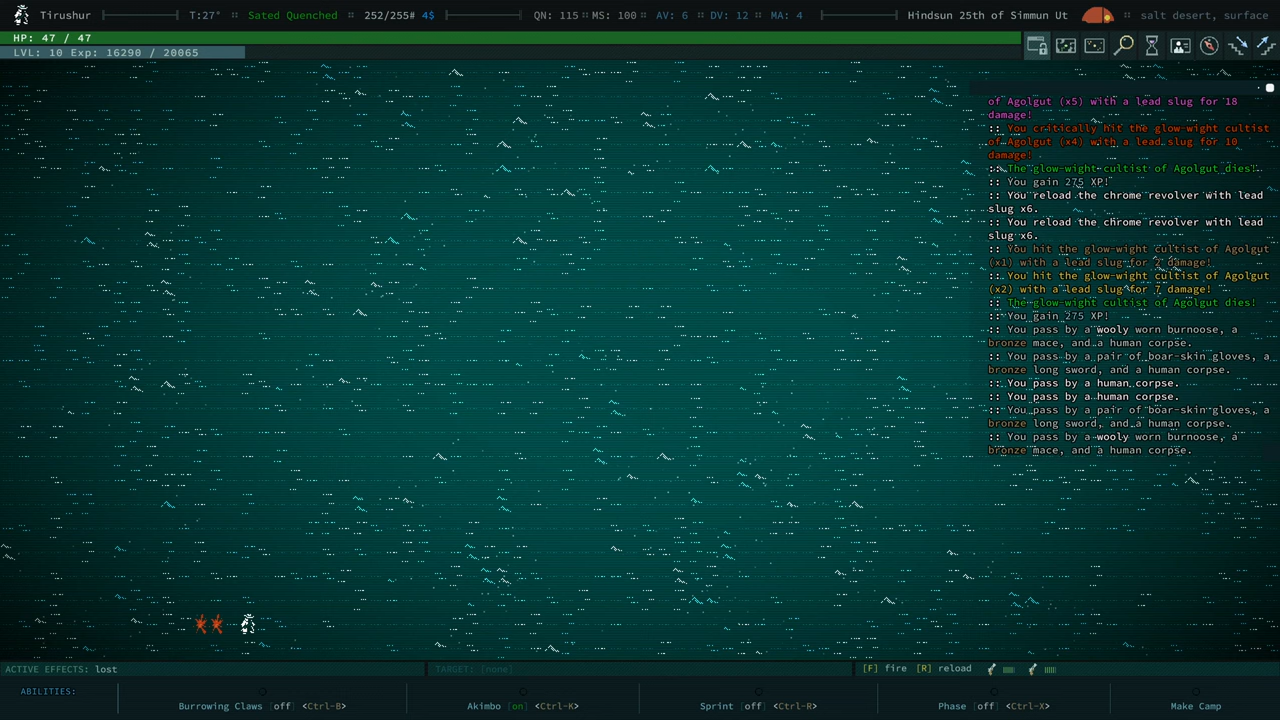 Tirushur T:27° :: Sated Quenched :: 252/255# 4$ QN: 115 :: MS: 100 :: AV: 6 :: DV: 12 :: MA: 4 Hindsun 25th of Simmun Ut :: salt desert, surface
HP: 47 / 47
LVL: 10 Exp: 16290 / 20065
of Agolgut (x5) with a lead slug for 18
damage!
:: You critically hit the glow-wight cultist
of Agolgut (x4) with a lead slug for 10
damage!
:: The glow-wight cultist of Agolgut dies!
:: You gain 275 XP!
:: You reload the chrome revolver with lead
slug x6.
:: You reload the chrome revolver with lead
slug x6.
:: You hit the glow-wight cultist of Agolgut
(x1) with a lead slug for 2 damage!
:: You hit the glow-wight cultist of Agolgut
(x2) with a lead slug for 7 damage!
:: The glow-wight cultist of Agolgut dies!
:: You gain 275 XP!
:: You pass by a wooly worn burnoose, a
bronze mace, and a human corpse.
:: You pass by a pair of boar-skin gloves, a
bronze long sword, and a human corpse.
:: You pass by a human corpse.
:: You pass by a human corpse.
:: You pass by a pair of boar-skin gloves, a
bronze long sword, and a human corpse.
:: You pass by a wooly worn burnoose, a
bronze mace, and a human corpse.
ACTIVE EFFECTS: lost TARGET: [none] [F] fire [R] reload
ABILITIES: Burrowing Claws [off] <Ctrl-B> Akimbo [on] <Ctrl-K> Sprint [off] <Ctrl-R> Phase [off] <Ctrl-X> Make Camp